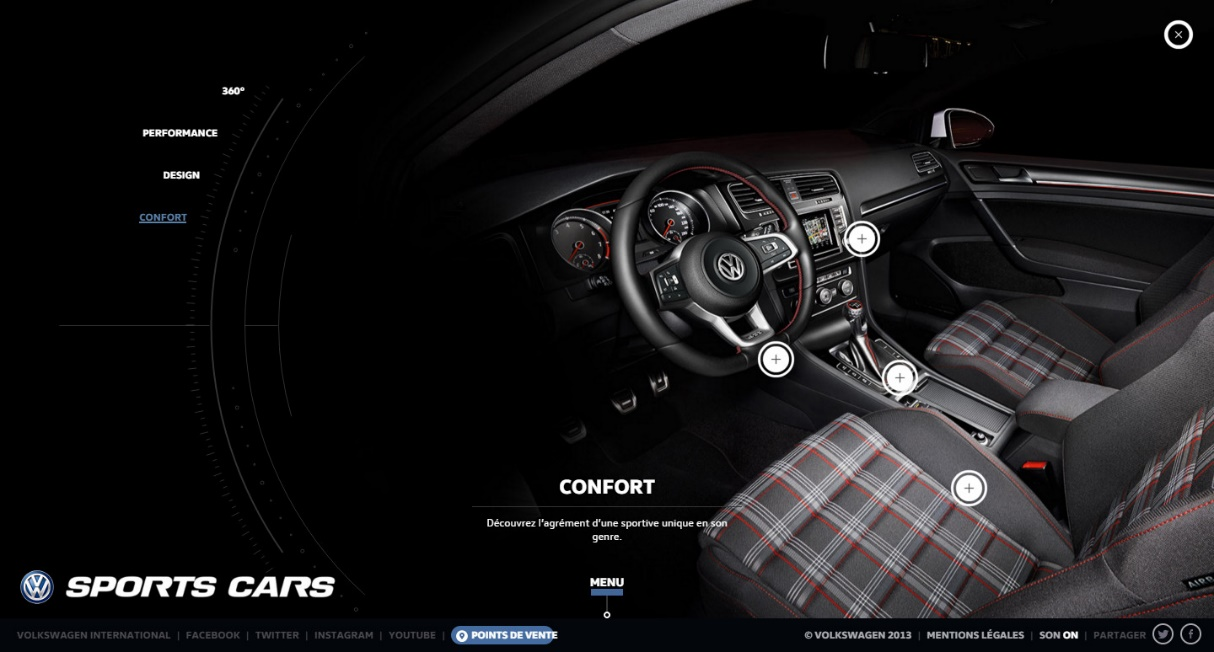 360°
PERFORMANCE
DESIGN
CONFORT
CONFORT
Découvrez l'agrément d'une sportive unique en son
genre.
SPORTS CARS
MENU
VOLKSWAGEN INTERNATIONAL | FACEBOOK | TWITTER | INSTAGRAM | YOUTUBE | POINTS DE VENTE
© VOLKSWAGEN 2013 | MENTIONS LÉGALES | SON ON | PARTAGER